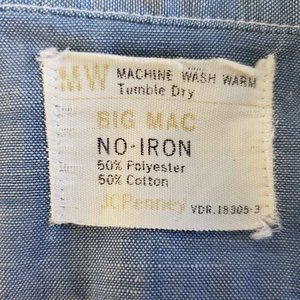 MW MACHINE WASH WARM
Tumble Dry
BIG MAC
NO-IRON
50% Polyester
50% Cotton
JCPenney VDR.18305-3